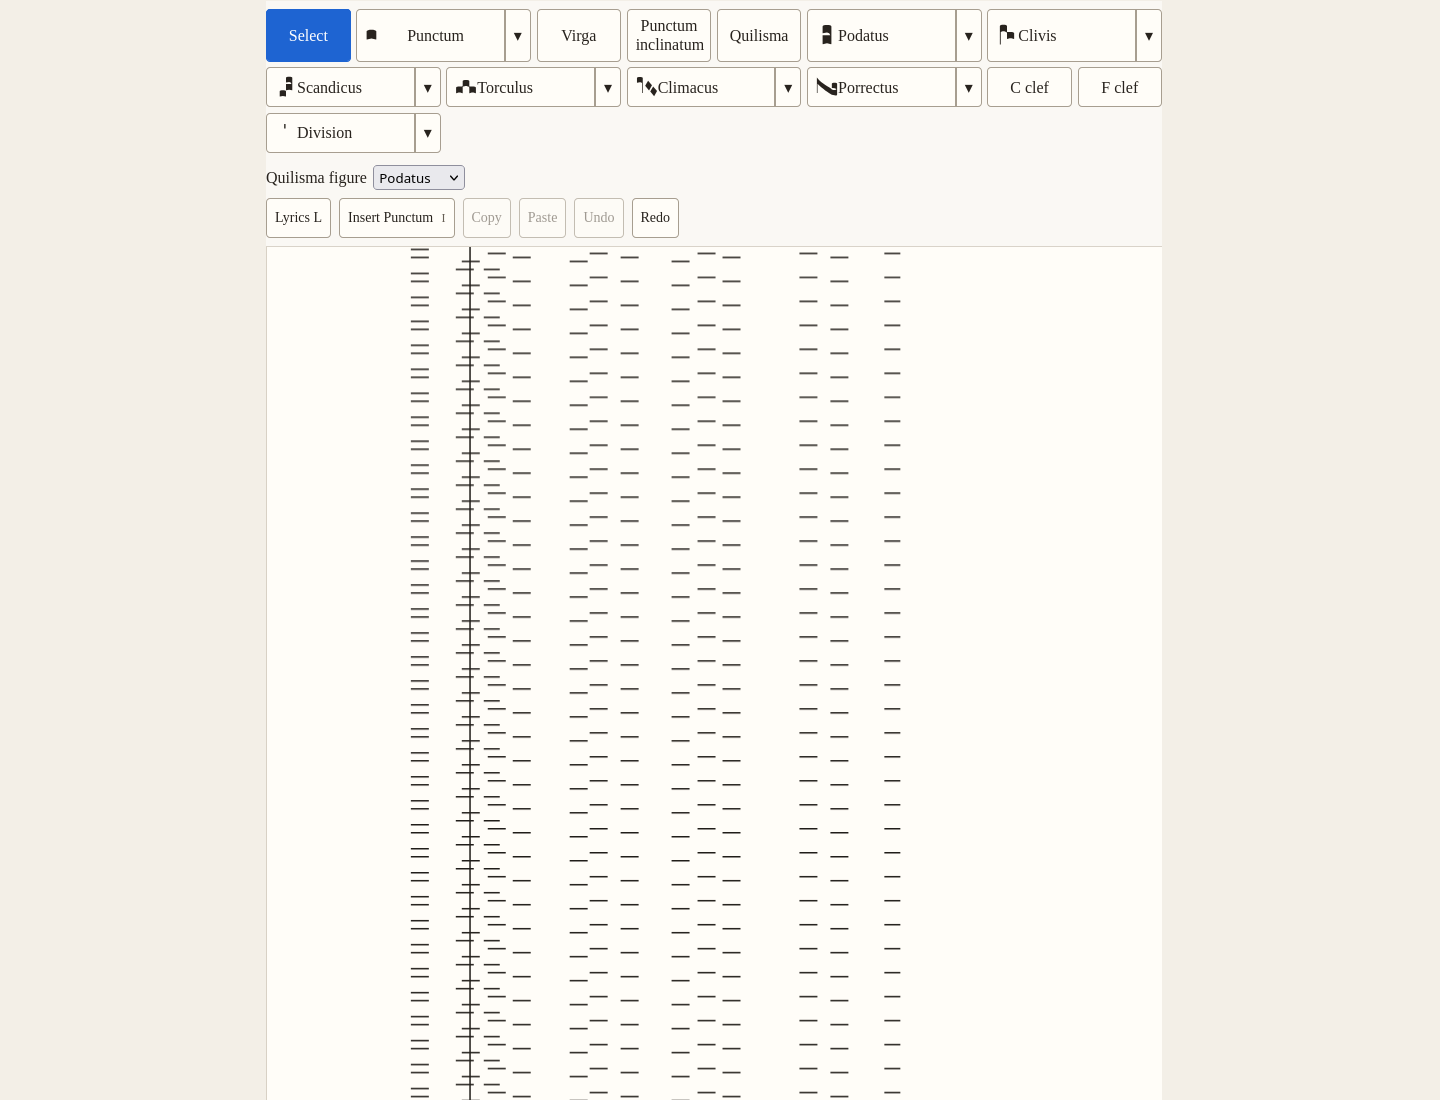 Select Punctum ▾ Virga Punctum inclinatum Quilisma Podatus ▾ Clivis ▾
Scandicus ▾ Torculus ▾ Climacus ▾ Porrectus ▾ C clef F clef
Division ▾
Quilisma figure Podatus
Lyrics L Insert Punctum I Copy Paste Undo Redo